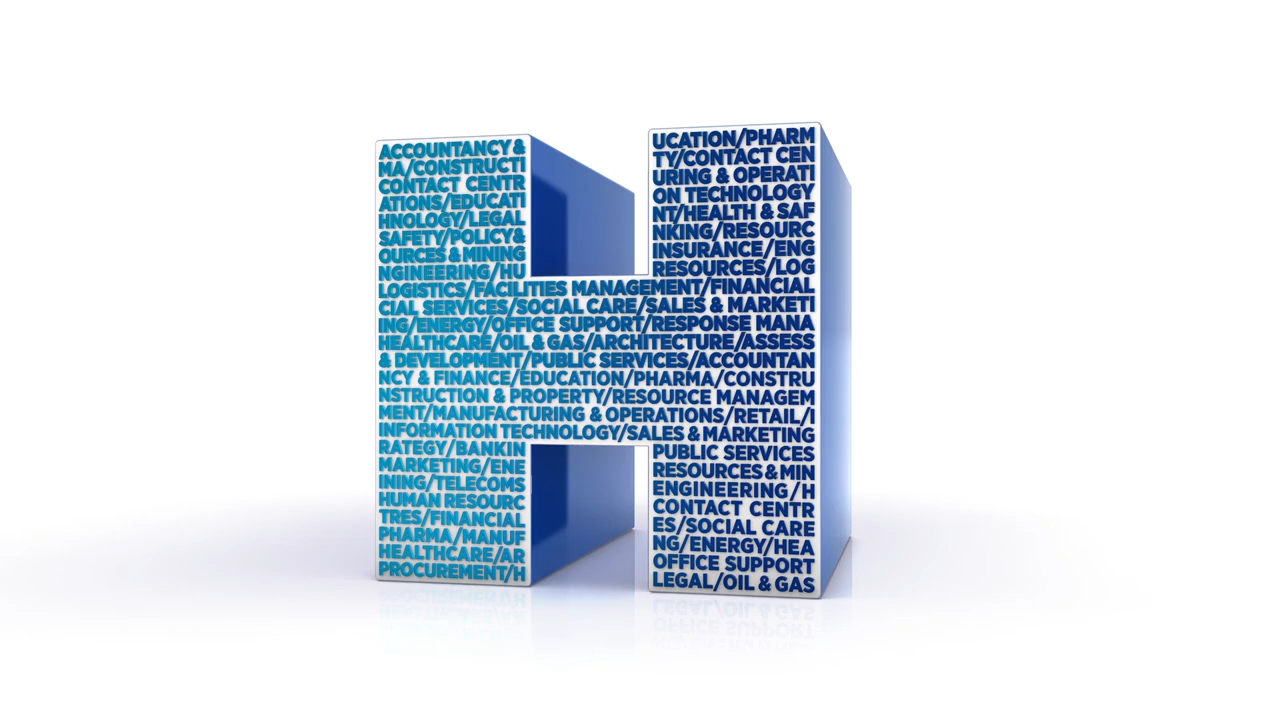 ACCOUNTANCY &
MA/CONSTRUCTI
CONTACT CENTR
ATIONS/EDUCATI
HNOLOGY/LEGAL
SAFETY/POLICY &
OURCES & MINING
NGINEERING/HU
UCATION/PHARM
TY/CONTACT CEN
URING & OPERATI
ON TECHNOLOGY
NT/HEALTH & SAF
NKING/RESOURC
INSURANCE/ENG
RESOURCES/LOG
LOGISTICS/FACILITIES MANAGEMENT/FINANCIAL
CIAL SERVICES/SOCIAL CARE/SALES & MARKETI
ING/ENERGY/OFFICE SUPPORT/RESPONSE MANA
HEALTHCARE/OIL & GAS/ARCHITECTURE/ASSESS
& DEVELOPMENT/PUBLIC SERVICES/ACCOUNTAN
NCY & FINANCE/EDUCATION/PHARMA/CONSTRU
NSTRUCTION & PROPERTY/RESOURCE MANAGEM
MENT/MANUFACTURING & OPERATIONS/RETAIL/I
INFORMATION TECHNOLOGY/SALES & MARKETING
RATEGY/BANKIN
MARKETING/ENE
INING/TELECOMS
HUMAN RESOURC
TRES/FINANCIAL
PHARMA/MANUF
HEALTHCARE/AR
PROCUREMENT/H
PUBLIC SERVICES
RESOURCES & MIN
ENGINEERING/H
CONTACT CENTR
ES/SOCIAL CARE
NG/ENERGY/HEA
OFFICE SUPPORT
LEGAL/OIL & GAS